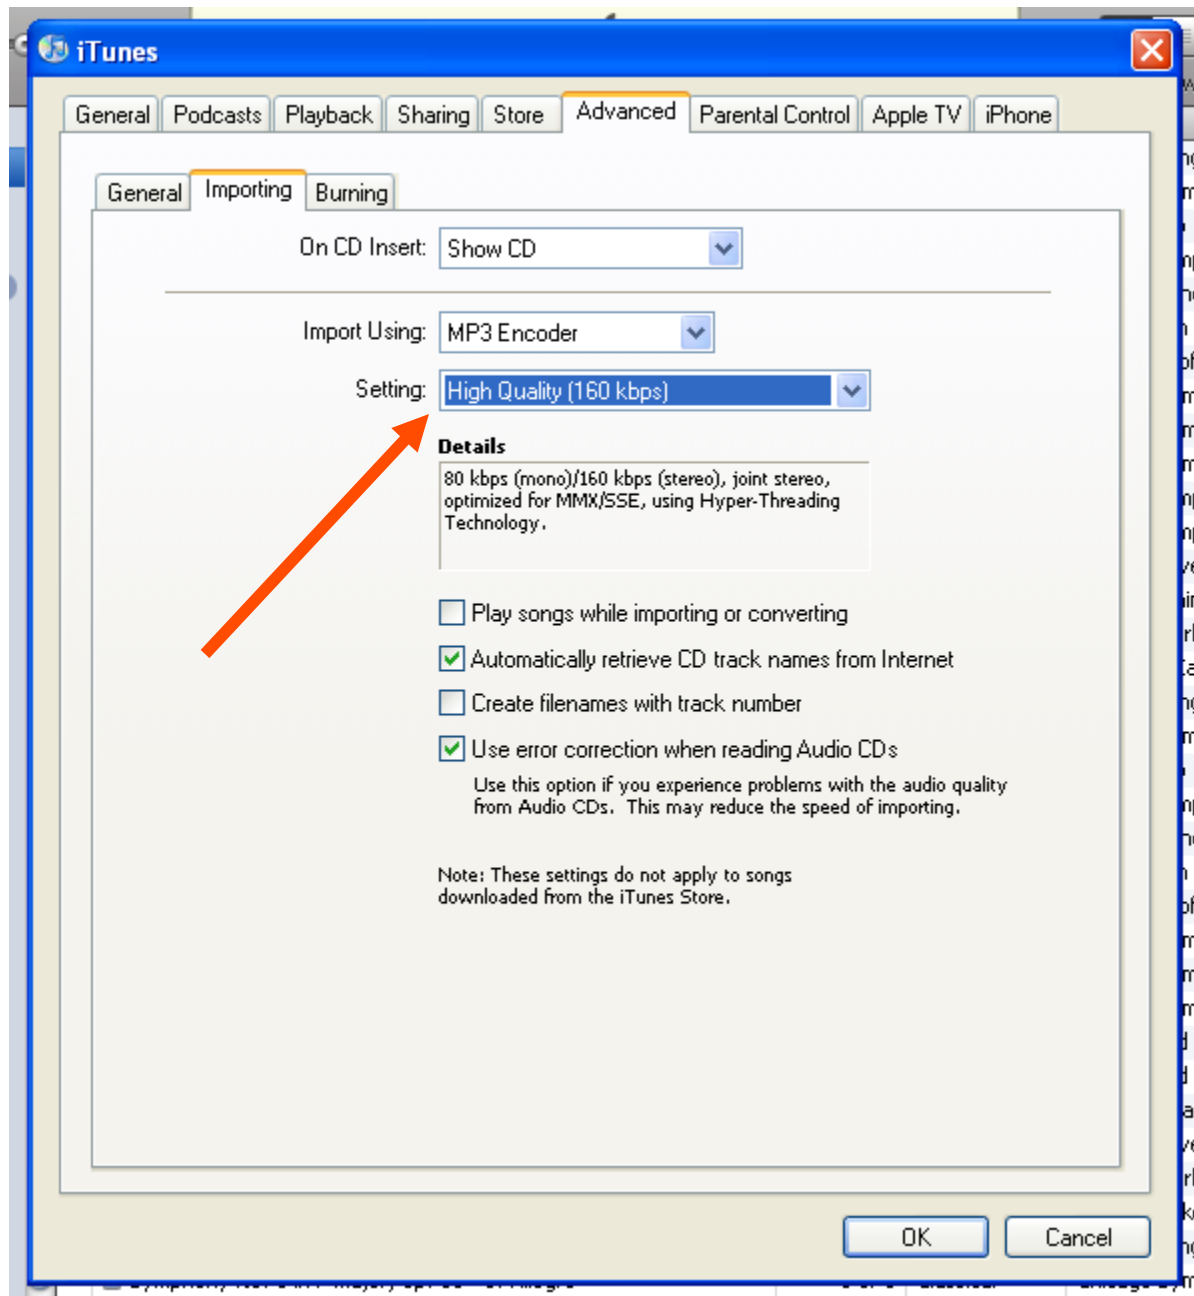 iTunes
General Podcasts Playback Sharing Store Advanced Parental Control Apple TV iPhone
General Importing Burning
On CD Insert: Show CD
Import Using: MP3 Encoder
Setting: High Quality (160 kbps)
Details
80 kbps (mono)/160 kbps (stereo), joint stereo,
optimized for MMX/SSE, using Hyper-Threading
Technology.
Play songs while importing or converting
Automatically retrieve CD track names from Internet
Create filenames with track number
Use error correction when reading Audio CDs
Use this option if you experience problems with the audio quality
from Audio CDs. This may reduce the speed of importing.
Note: These settings do not apply to songs
downloaded from the iTunes Store.
OK Cancel